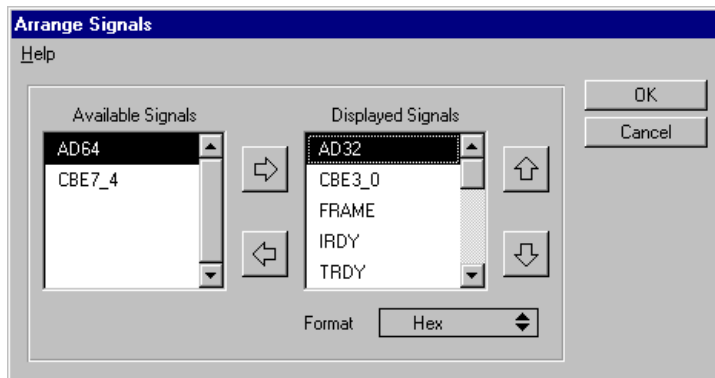 Arrange Signals
Help
Available Signals
AD64
CBE7_4
Displayed Signals
AD32
CBE3_0
FRAME
IRDY
TRDY
Format Hex
OK
Cancel